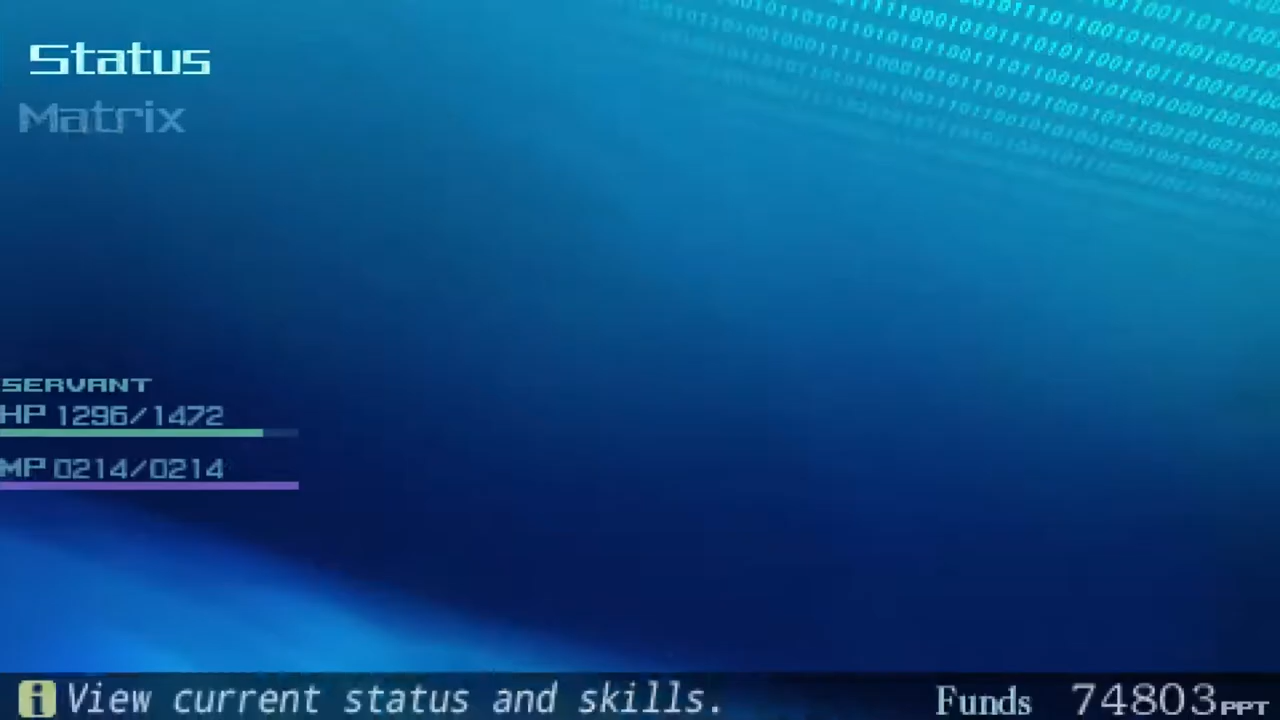 Status
Matrix
SERVANT
HP 1296/1472
MP 0214/0214
View current status and skills.
Funds 74803PPT